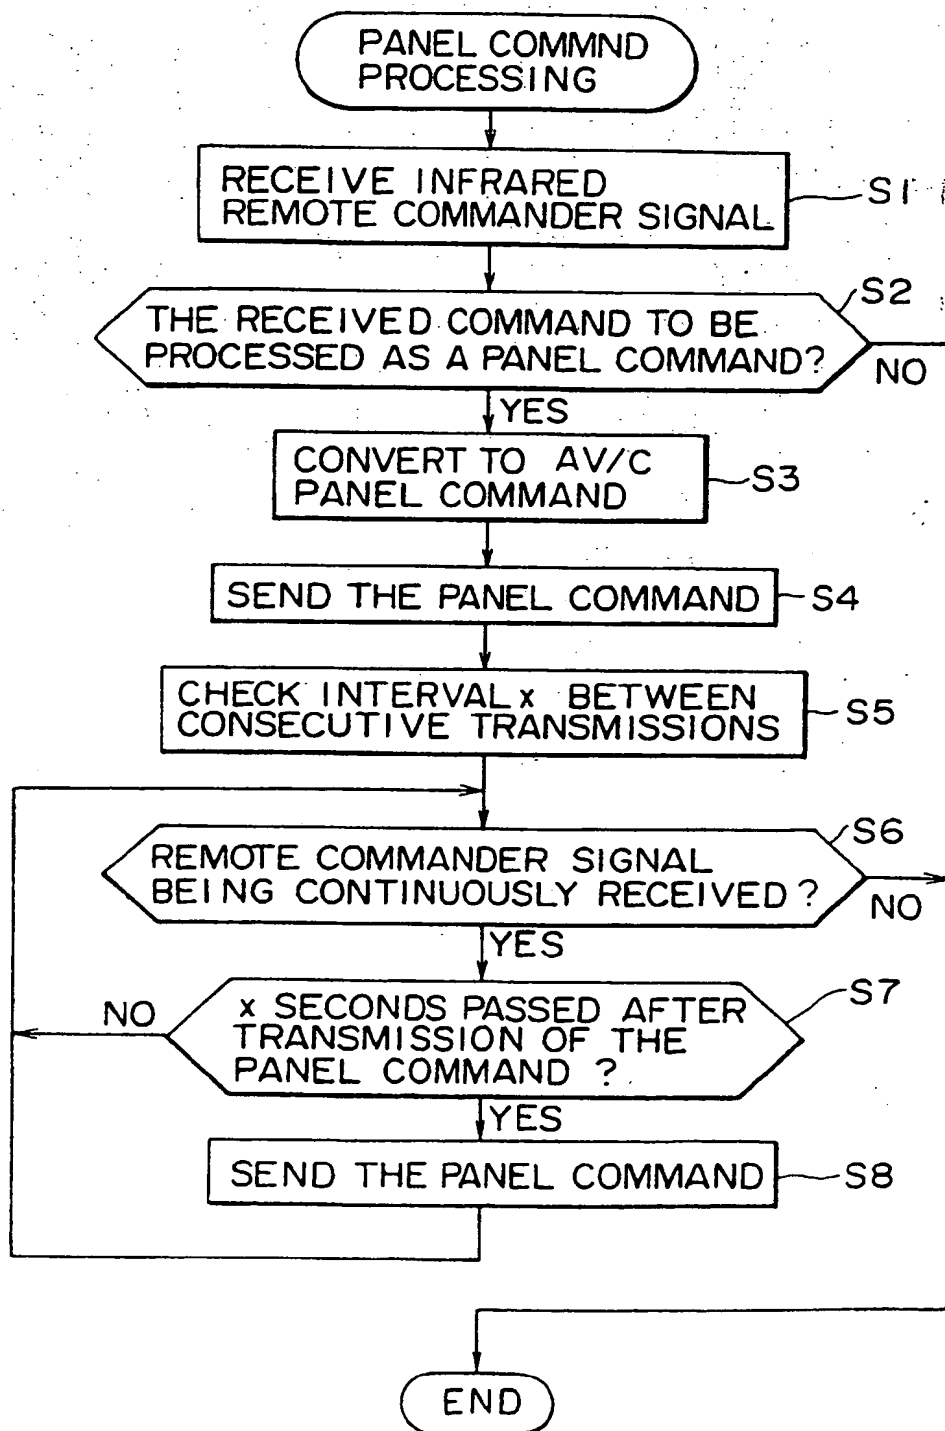 PANEL COMMND
PROCESSING
RECEIVE INFRARED
REMOTE COMMANDER SIGNAL
S1
THE RECEIVED COMMAND TO BE
PROCESSED AS A PANEL COMMAND?
S2
NO
YES
CONVERT TO AV/C
PANEL COMMAND
S3
SEND THE PANEL COMMAND
S4
CHECK INTERVAL x BETWEEN
CONSECUTIVE TRANSMISSIONS
S5
REMOTE COMMANDER SIGNAL
BEING CONTINUOUSLY RECEIVED?
S6
NO
YES
x SECONDS PASSED AFTER
TRANSMISSION OF THE
PANEL COMMAND ?
S7
NO
YES
SEND THE PANEL COMMAND
S8
END